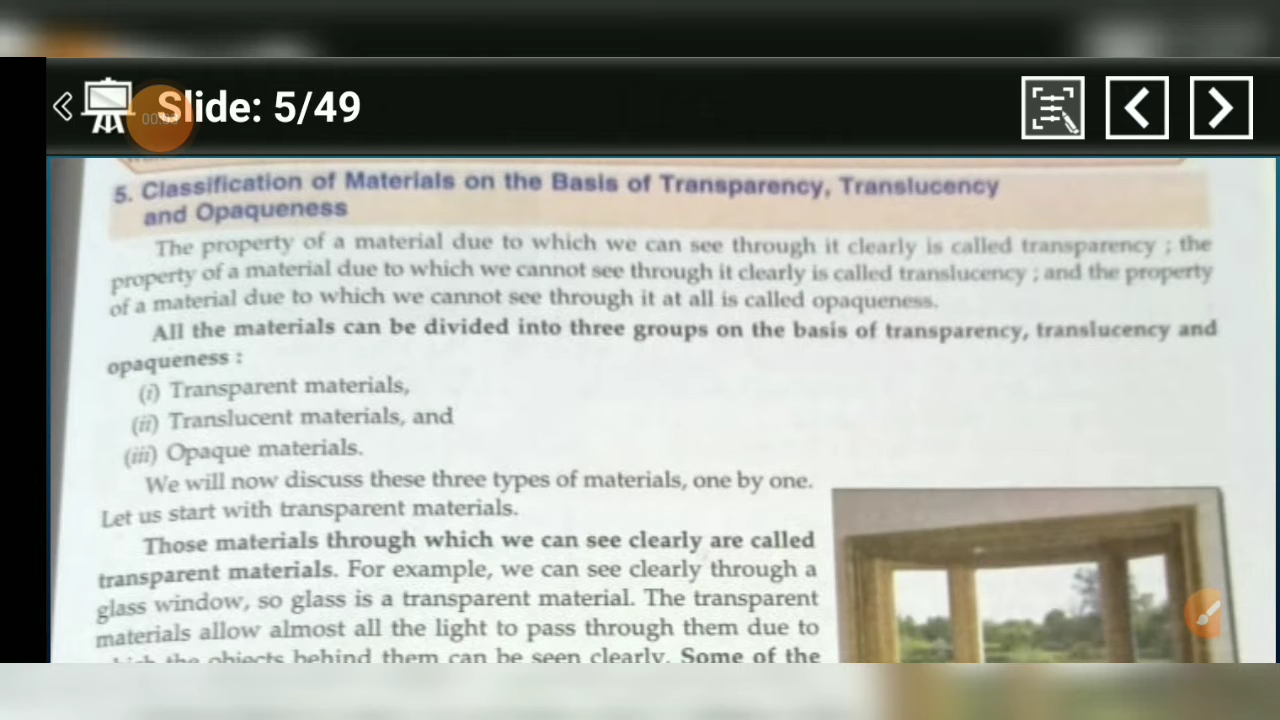 Slide: 5/49
5. Classification of Materials on the Basis of Transparency, Translucency
and Opaqueness
The property of a material due to which we can see through it clearly is called transparency ; the
property of a material due to which we cannot see through it clearly is called translucency ; and the property
of a material due to which we cannot see through it at all is called opaqueness.
All the materials can be divided into three groups on the basis of transparency, translucency and
opaqueness :
(i) Transparent materials,
(ii) Translucent materials, and
(iii) Opaque materials.
We will now discuss these three types of materials, one by one.
Let us start with transparent materials.
Those materials through which we can see clearly are called
transparent materials. For example, we can see clearly through a
glass window, so glass is a transparent material. The transparent
materials allow almost all the light to pass through them due to
which the objects behind them can be seen clearly. Some of the